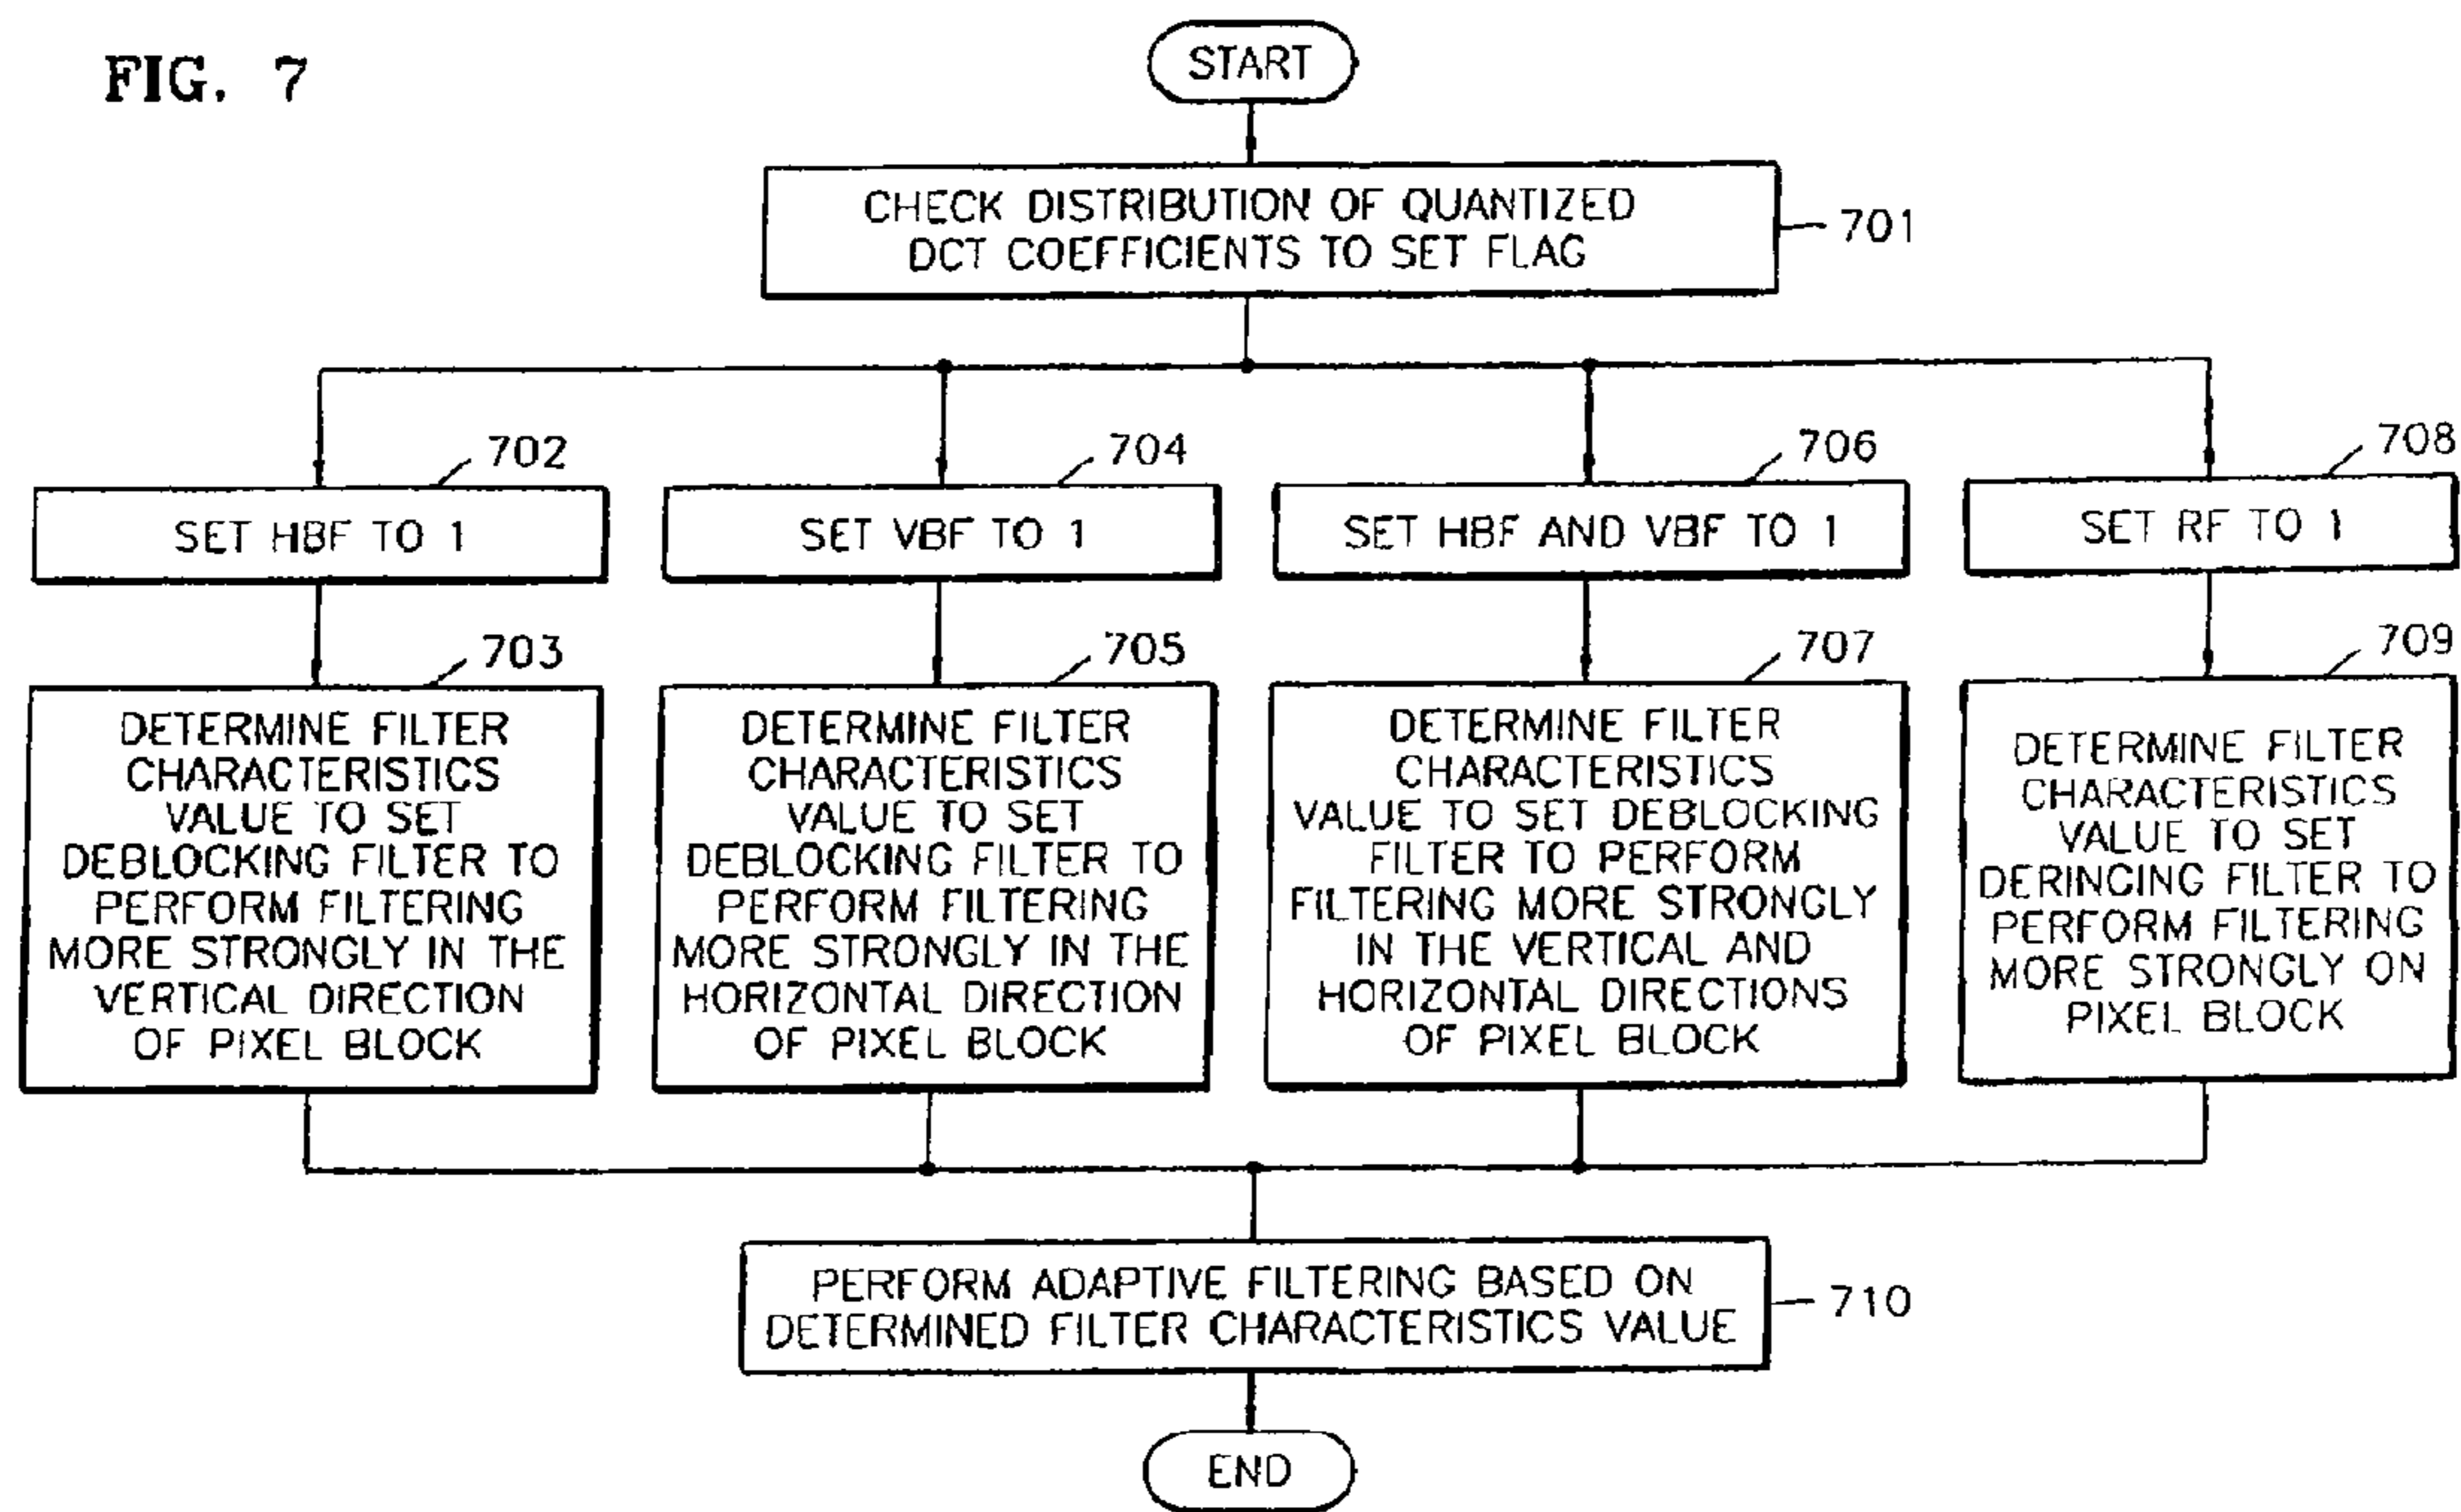 FIG. 7
START
CHECK DISTRIBUTION OF QUANTIZED
DCT COEFFICIENTS TO SET FLAG
701
702
SET HBF TO 1
704
SET VBF TO 1
706
SET HBF AND VBF TO 1
708
SET RF TO 1
703
DETERMINE FILTER
CHARACTERISTICS
VALUE TO SET
DEBLOCKING FILTER TO
PERFORM FILTERING
MORE STRONGLY IN THE
VERTICAL DIRECTION
OF PIXEL BLOCK
705
DETERMINE FILTER
CHARACTERISTICS
VALUE TO SET
DEBLOCKING FILTER TO
PERFORM FILTERING
MORE STRONGLY IN THE
HORIZONTAL DIRECTION
OF PIXEL BLOCK
707
DETERMINE FILTER
CHARACTERISTICS
VALUE TO SET DEBLOCKING
FILTER TO PERFORM
FILTERING MORE STRONGLY
IN THE VERTICAL AND
HORIZONTAL DIRECTIONS
OF PIXEL BLOCK
709
DETERMINE FILTER
CHARACTERISTICS
VALUE TO SET
DERINGING FILTER TO
PERFORM FILTERING
MORE STRONGLY ON
PIXEL BLOCK
PERFORM ADAPTIVE FILTERING BASED ON
DETERMINED FILTER CHARACTERISTICS VALUE
710
END